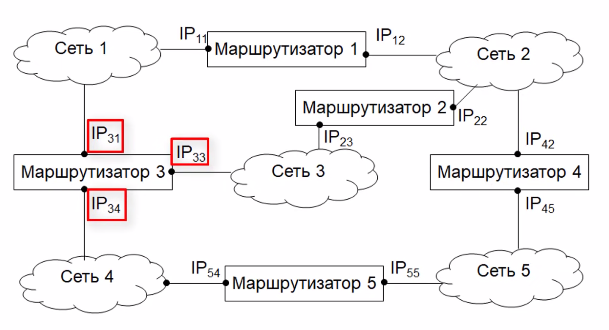 IP11
IP12
Сеть 1
Маршрутизатор 1
Сеть 2
Маршрутизатор 2
IP22
IP31
IP23
IP33
IP42
Маршрутизатор 3
Сеть 3
Маршрутизатор 4
IP34
IP45
Сеть 4
IP54
IP55
Сеть 5
Маршрутизатор 5